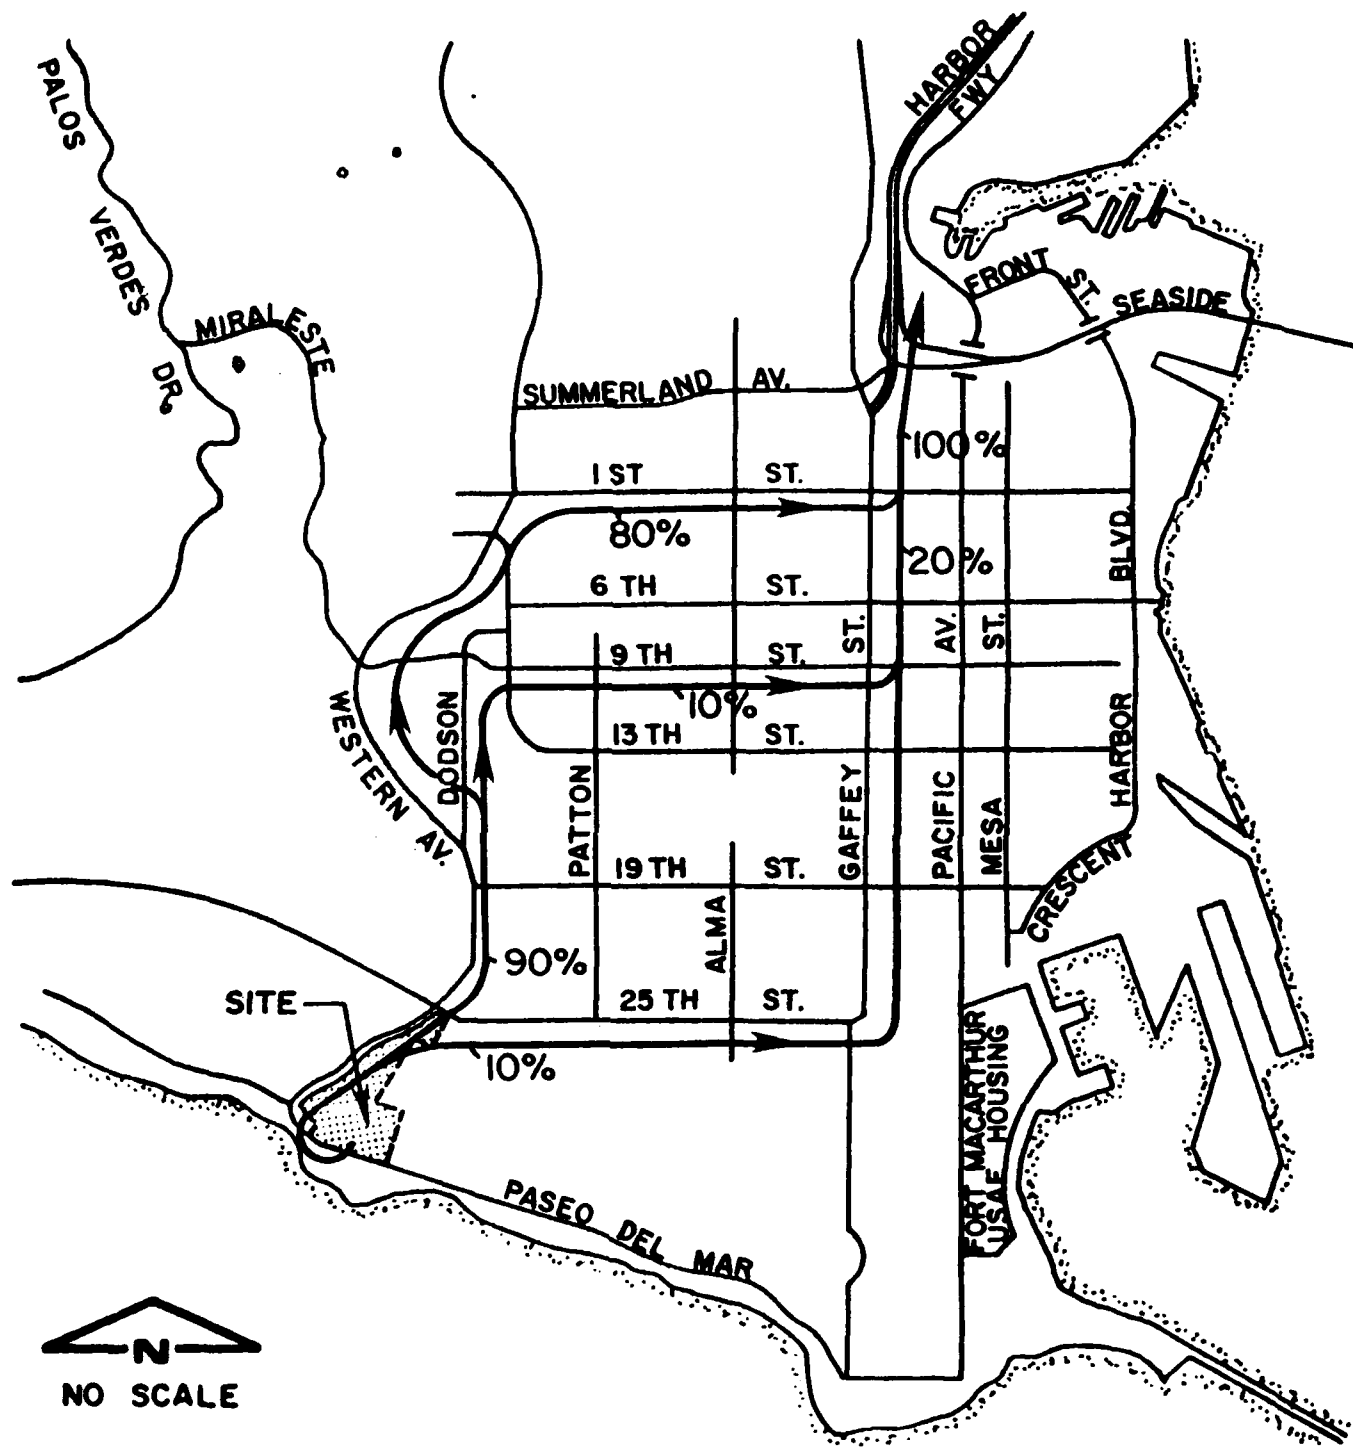 HARBOR
FWY
PALOS
VERDES
DR.
MIRALESTE
FRONT
ST.
SEASIDE
SUMMERLAND AV.
100%
1 ST ST.
80%
20%
BLVD.
6 TH ST.
ST.
AV.
ST.
9 TH ST.
10%
WESTERN AV.
DODSON
13 TH ST.
HARBOR
PATTON
GAFFEY
PACIFIC
MESA
19 TH ST.
CRESCENT
ALMA
90%
SITE
25 TH ST.
10%
FORT MACARTHUR
USAF HOUSING
PASEO DEL MAR
N
NO SCALE